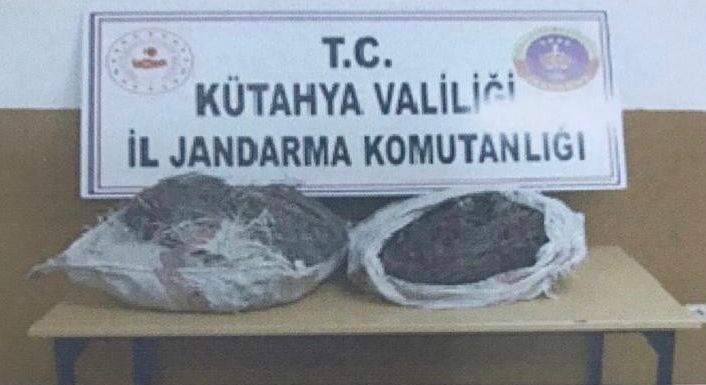 T.C.
KÜTAHYA VALİLİĞİ
İL JANDARMA KOMUTANLIĞI